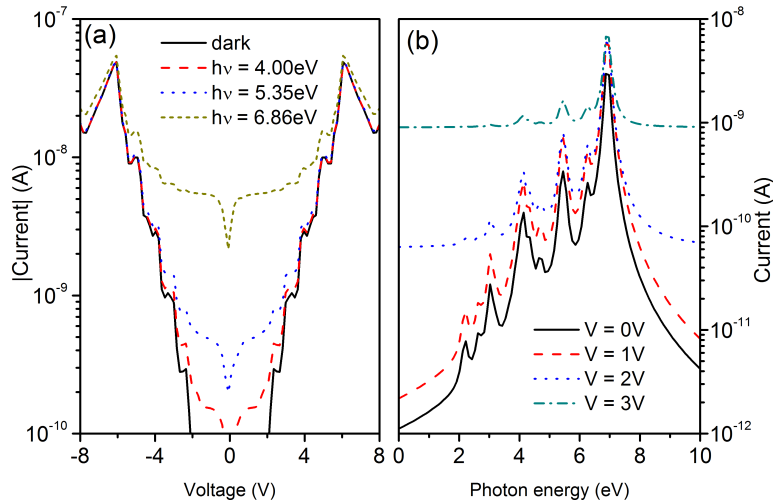 (a)
dark
hν = 4.00eV
hν = 5.35eV
hν = 6.86eV
10⁻⁷
10⁻⁸
10⁻⁹
10⁻¹⁰
|Current| (A)
-8 -4 0 4 8
Voltage (V)
(b)
V = 0V
V = 1V
V = 2V
V = 3V
10⁻⁸
10⁻⁹
10⁻¹⁰
10⁻¹¹
10⁻¹²
Current (A)
0 2 4 6 8 10
Photon energy (eV)